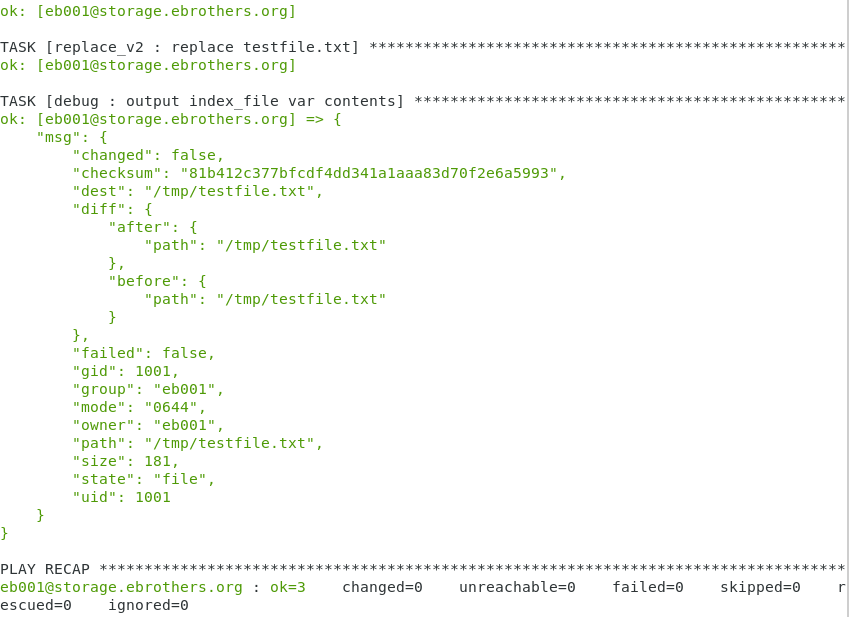 ok: [eb001@storage.ebrothers.org]
TASK [replace_v2 : replace testfile.txt] *****************************************************
ok: [eb001@storage.ebrothers.org]
TASK [debug : output index_file var contents] ************************************************
ok: [eb001@storage.ebrothers.org] => {
    "msg": {
        "changed": false,
        "checksum": "81b412c377bfcdf4dd341a1aaa83d70f2e6a5993",
        "dest": "/tmp/testfile.txt",
        "diff": {
            "after": {
                "path": "/tmp/testfile.txt"
            },
            "before": {
                "path": "/tmp/testfile.txt"
            }
        },
        "failed": false,
        "gid": 1001,
        "group": "eb001",
        "mode": "0644",
        "owner": "eb001",
        "path": "/tmp/testfile.txt",
        "size": 181,
        "state": "file",
        "uid": 1001
    }
}
PLAY RECAP ***********************************************************************************
eb001@storage.ebrothers.org : ok=3    changed=0    unreachable=0    failed=0    skipped=0    r
escued=0    ignored=0